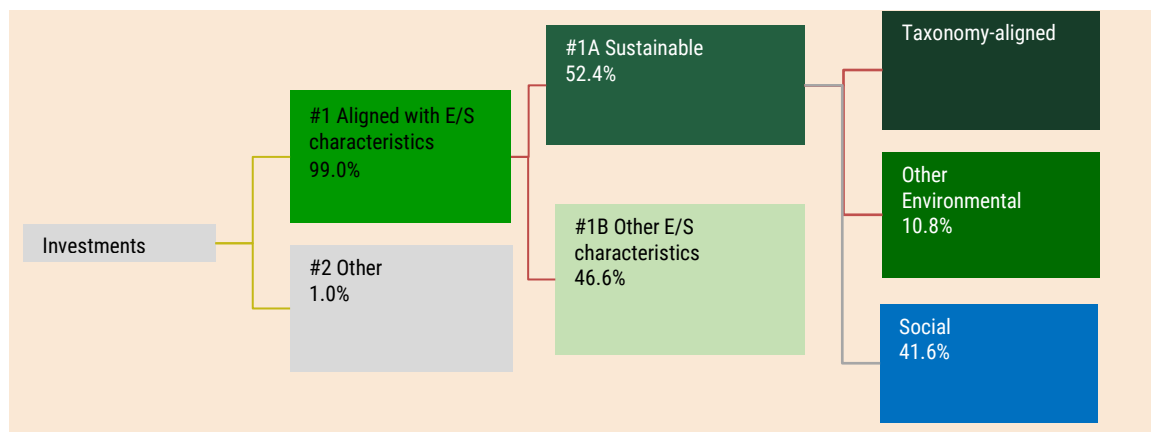 Investments
#1 Aligned with E/S
characteristics
99.0%
#2 Other
1.0%
#1A Sustainable
52.4%
#1B Other E/S
characteristics
46.6%
Taxonomy-aligned
Other
Environmental
10.8%
Social
41.6%